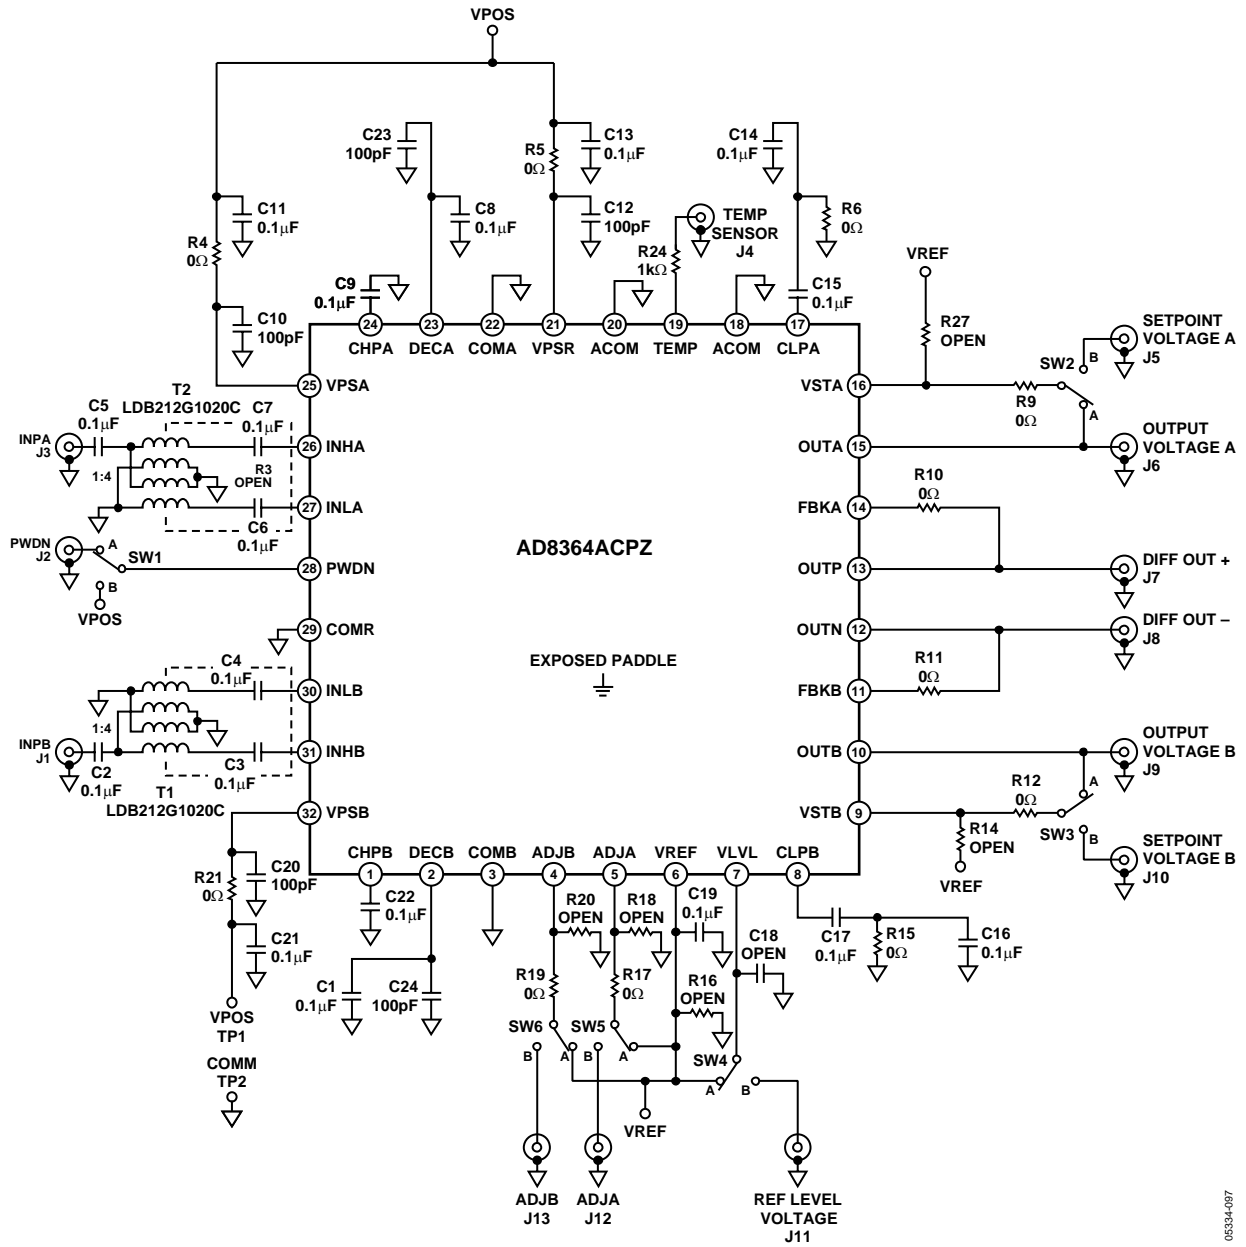 VPOS
C23
100pF
C13
0.1µF
R5
0Ω
C14
0.1µF
C11
0.1µF
C8
0.1µF
C12
100pF
TEMP
SENSOR
J4
R6
0Ω
R4
0Ω
R24
1kΩ
VREF
C9
0.1µF
C15
0.1µF
C10
100pF
24
23
22
21
20
19
18
17
CHPA
DECA
COMA
VPSR
ACOM
TEMP
ACOM
CLPA
R27
OPEN
SETPOINT
VOLTAGE A
J5
SW2
B
A
25
VPSA
VSTA
16
R9
0Ω
T2
LDB212G1020C
C5
0.1µF
C7
0.1µF
INPA
J3
26
INHA
OUTA
15
OUTPUT
VOLTAGE A
J6
1:4
R3
OPEN
R10
0Ω
27
INLA
FBKA
14
C6
0.1µF
AD8364ACPZ
PWDN
J2
A
SW1
B
VPOS
28
PWDN
OUTP
13
DIFF OUT +
J7
29
COMR
OUTN
12
DIFF OUT –
J8
EXPOSED PADDLE
C4
0.1µF
R11
0Ω
30
INLB
FBKB
11
1:4
INPB
J1
C2
0.1µF
C3
0.1µF
31
INHB
OUTB
10
OUTPUT
VOLTAGE B
J9
T1
LDB212G1020C
R12
0Ω
A
SW3
B
32
VPSB
VSTB
9
R14
OPEN
VREF
SETPOINT
VOLTAGE B
J10
CHPB
DECB
COMB
ADJB
ADJA
VREF
VLVL
CLPB
1
2
3
4
5
6
7
8
R21
0Ω
C20
100pF
C22
0.1µF
R20
OPEN
R18
OPEN
C19
0.1µF
C18
OPEN
C17
0.1µF
R15
0Ω
C16
0.1µF
C21
0.1µF
C1
0.1µF
C24
100pF
R19
0Ω
R17
0Ω
R16
OPEN
VPOS
TP1
SW6
B
A
SW5
B
A
SW4
A
B
COMM
TP2
VREF
ADJB
J13
ADJA
J12
REF LEVEL
VOLTAGE
J11
05334-097